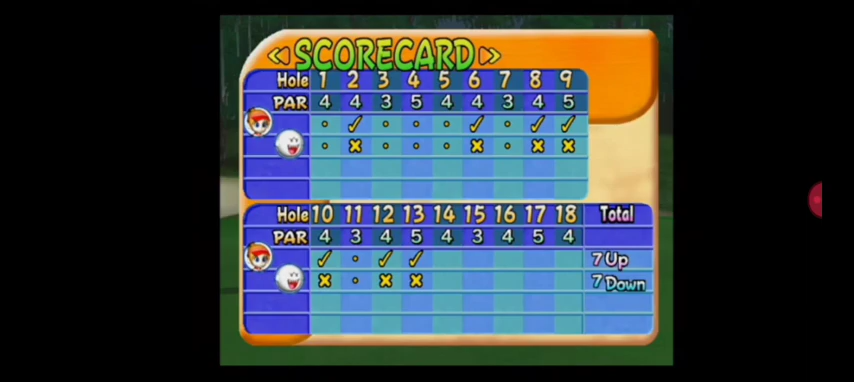 SCORECARD
Hole 1 2 3 4 5 6 7 8 9
PAR 4 4 3 5 4 4 3 4 5
Hole 10 11 12 13 14 15 16 17 18 Total
PAR 4 3 4 5 4 3 4 5 4
7 Up
7 Down